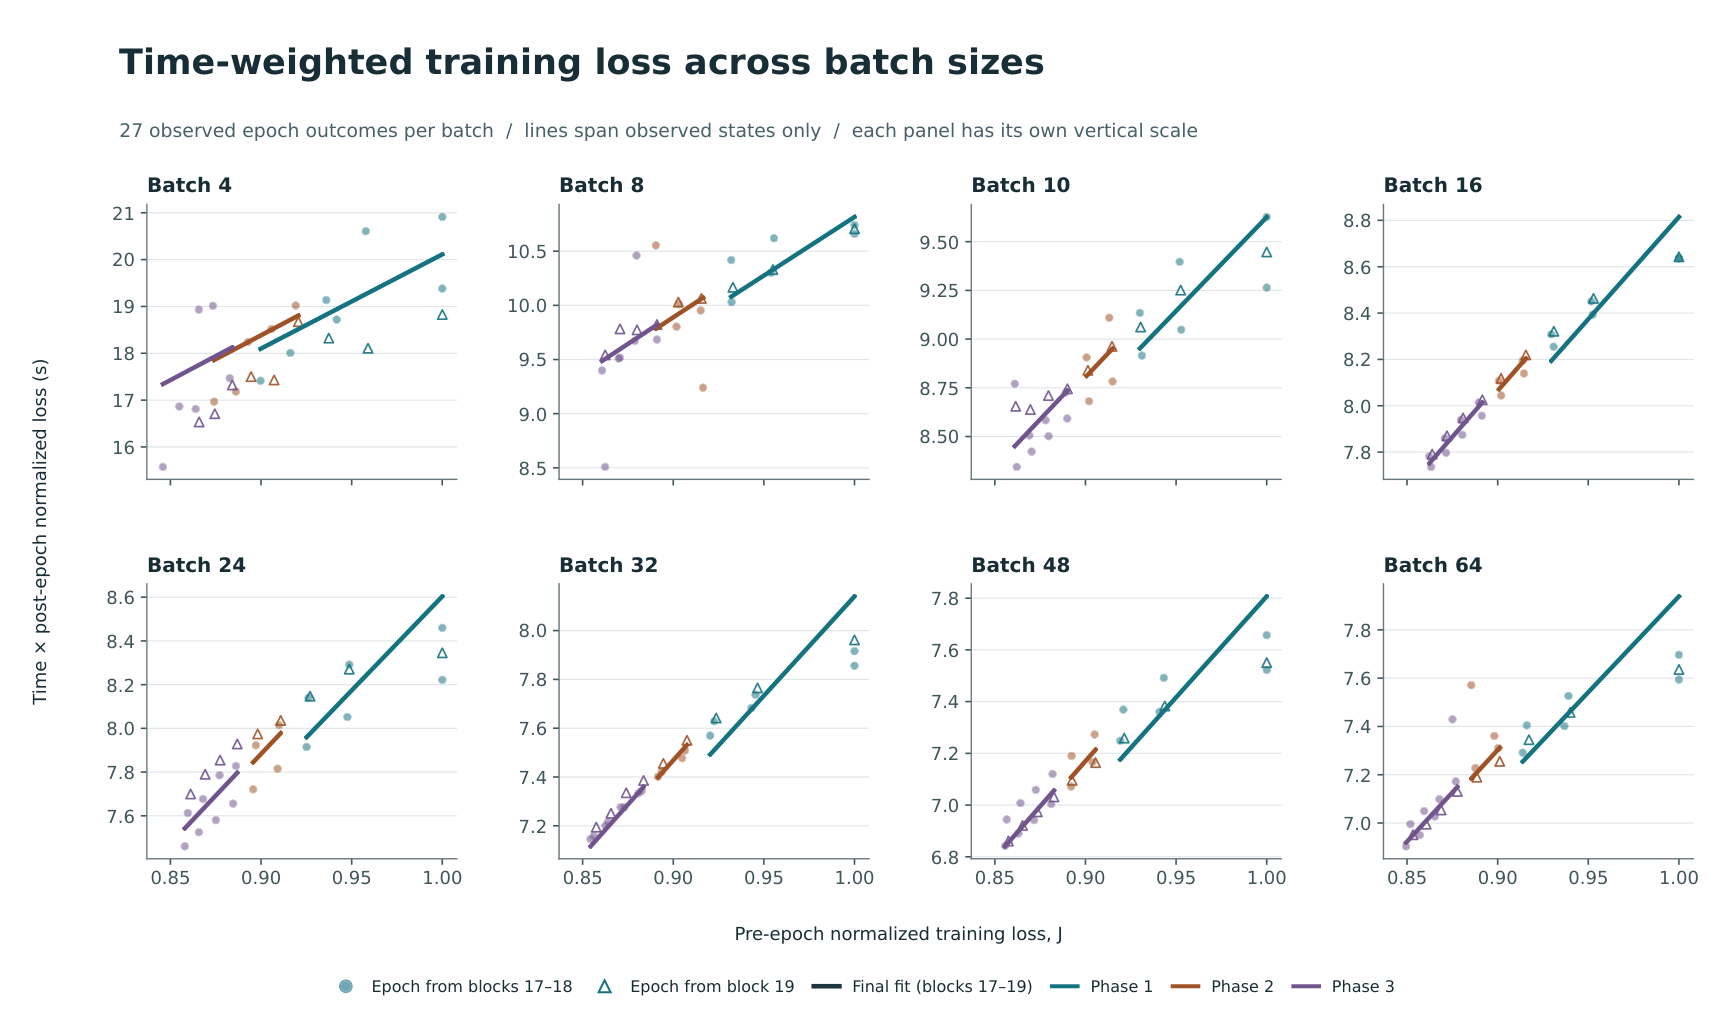 Time-weighted training loss across batch sizes
27 observed epoch outcomes per batch / lines span observed states only / each panel has its own vertical scale
Batch 4
21
20
19
18
17
16
Batch 8
10.5
10.0
9.5
9.0
8.5
Batch 10
9.50
9.25
9.00
8.75
8.50
Batch 16
8.8
8.6
8.4
8.2
8.0
7.8
Time × post-epoch normalized loss (s)
Batch 24
8.6
8.4
8.2
8.0
7.8
7.6
0.85 0.90 0.95 1.00
Batch 32
8.0
7.8
7.6
7.4
7.2
0.85 0.90 0.95 1.00
Batch 48
7.8
7.6
7.4
7.2
7.0
6.8
0.85 0.90 0.95 1.00
Batch 64
7.8
7.6
7.4
7.2
7.0
0.85 0.90 0.95 1.00
Pre-epoch normalized training loss, J
Epoch from blocks 17–18 Epoch from block 19 Final fit (blocks 17–19) Phase 1 Phase 2 Phase 3